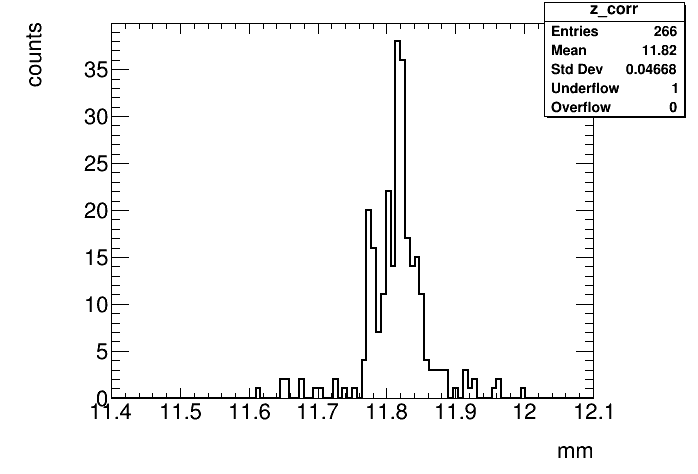 z_corr
Entries 266
Mean 11.82
Std Dev 0.04668
Underflow 1
Overflow 0
counts
35
30
25
20
15
10
5
0
11.4 11.5 11.6 11.7 11.8 11.9 12 12.1
mm